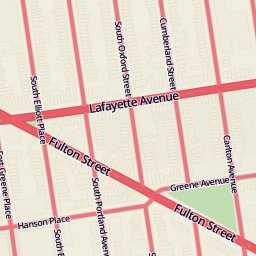 South Oxford Street
Cumberland Street
South Elliott Place
Lafayette Avenue
Fulton Street
Carlton Avenue
Greene Avenue
Fort Greene Place
South Portland Avenue
Hanson Place
Fulton Street
South E